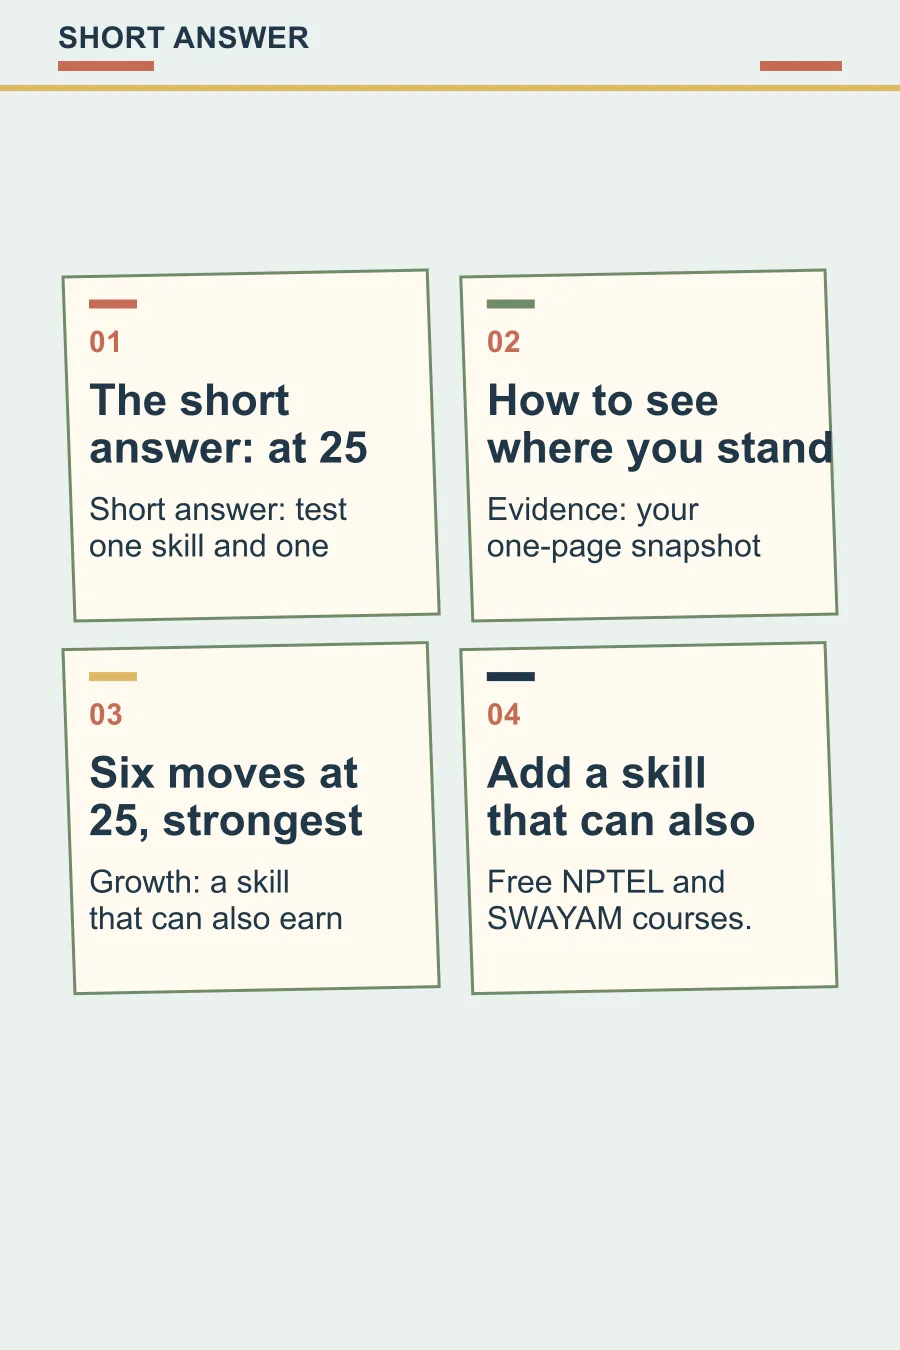 SHORT ANSWER
01
The short
answer: at 25
Short answer: test
one skill and one
02
How to see
where you stand
Evidence: your
one-page snapshot
03
Six moves at
25, strongest
Growth: a skill
that can also earn
04
Add a skill
that can also
Free NPTEL and
SWAYAM courses.